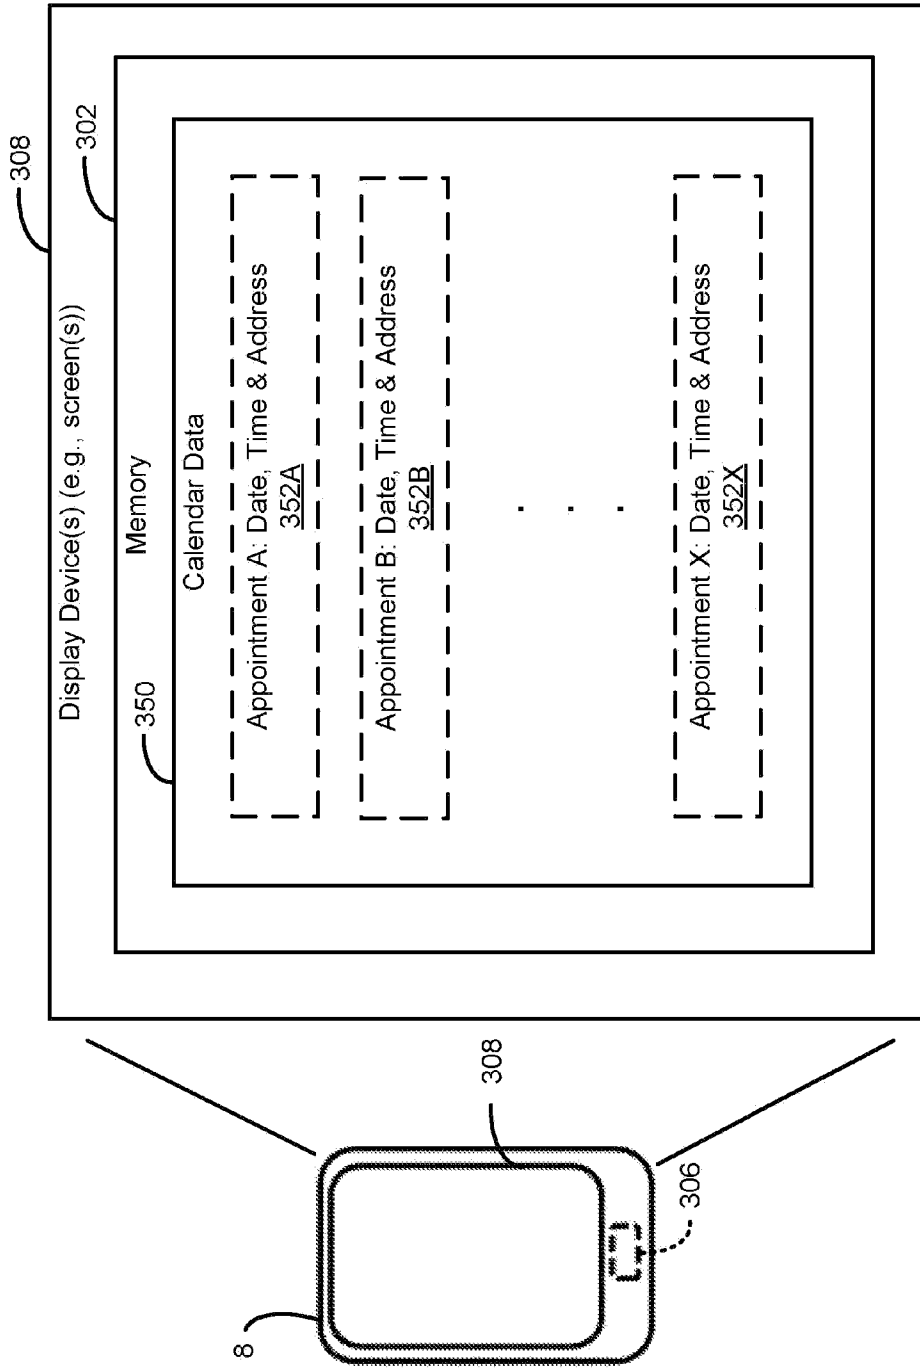 308
Display Device(s) (e.g., screen(s))
302
Memory
350
Calendar Data
Appointment A: Date, Time & Address
352A
Appointment B: Date, Time & Address
352B
. . .
Appointment X: Date, Time & Address
352X
8
308
306